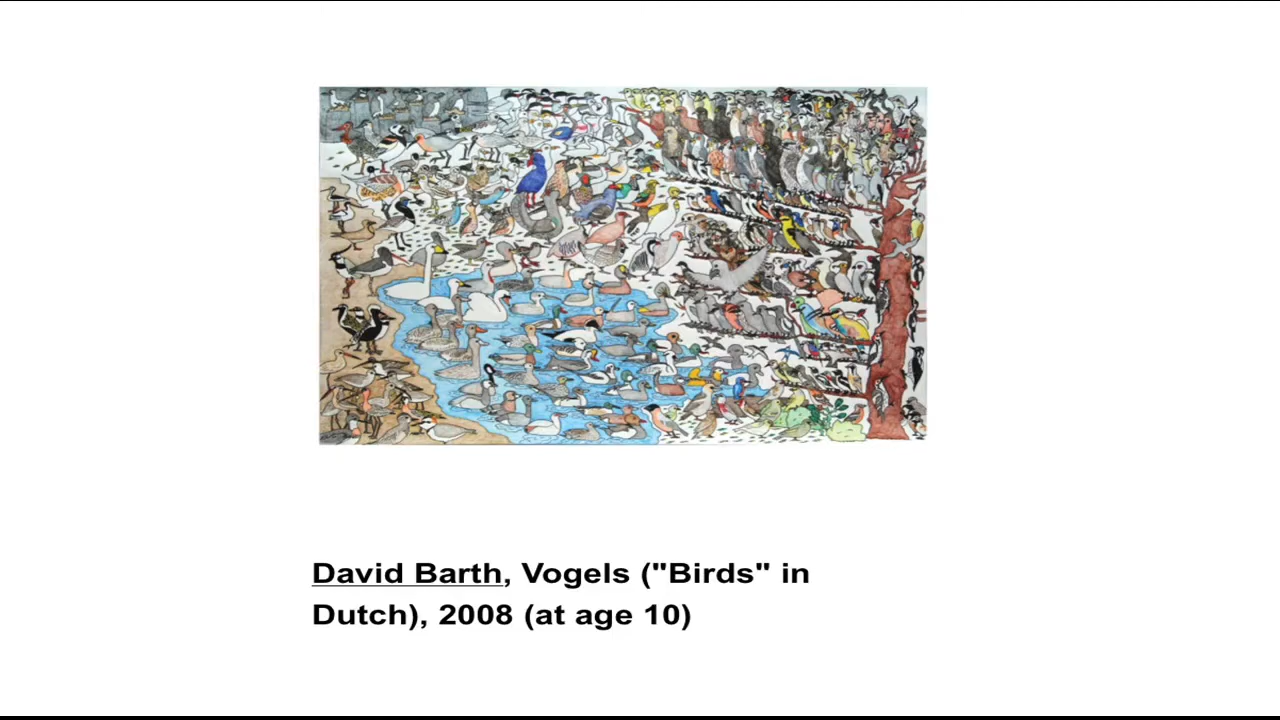 David Barth, Vogels ("Birds" in
Dutch), 2008 (at age 10)